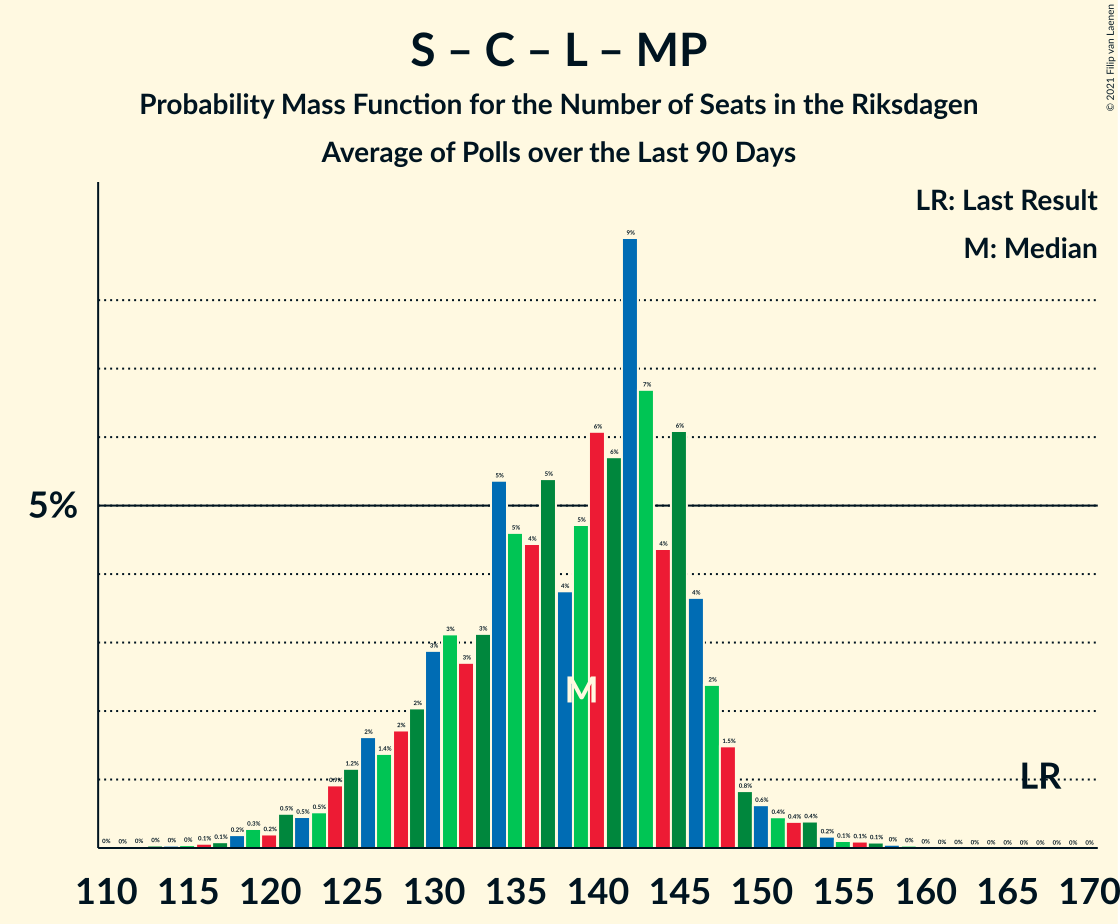 S – C – L – MP
Probability Mass Function for the Number of Seats in the Riksdagen
Average of Polls over the Last 90 Days
© 2021 Filip van Laenen
LR: Last Result
M: Median
5%
0% 0% 0% 0% 0% 0% 0.1% 0.1% 0.2% 0.3% 0.2% 0.5% 0.5% 0.5% 0.9% 1.2% 2% 1.4% 2% 2% 3% 3% 3% 3% 5% 5% 4% 5% 4% 5% 6% 6% 9% 7% 4% 6% 4% 2% 1.5% 0.8% 0.6% 0.4% 0.4% 0.4% 0.2% 0.1% 0.1% 0.1% 0% 0% 0% 0% 0% 0% 0% 0% 0% 0% 0% 0% 0%
M
LR
110 115 120 125 130 135 140 145 150 155 160 165 170